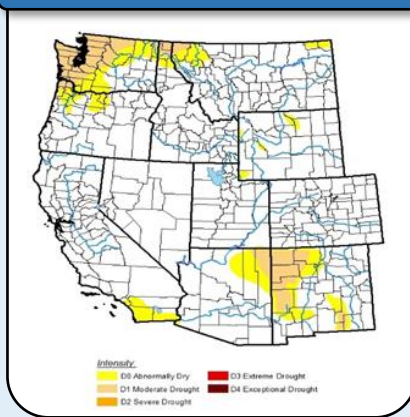 Intensity:
D0 Abnormally Dry D3 Extreme Drought
D1 Moderate Drought D4 Exceptional Drought
D2 Severe Drought